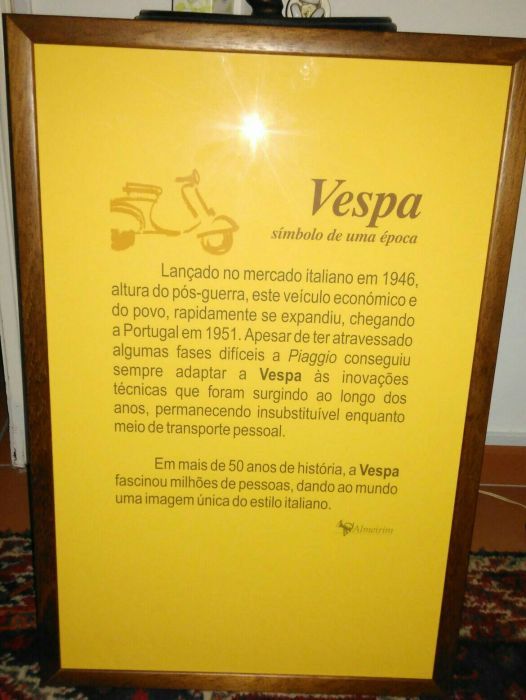 Vespa
símbolo de uma época
Lançado no mercado italiano em 1946,
altura do pós-guerra, este veículo económico e
do povo, rapidamente se expandiu, chegando
a Portugal em 1951. Apesar de ter atravessado
algumas fases difíceis a Piaggio conseguiu
sempre adaptar a Vespa às inovações
técnicas que foram surgindo ao longo dos
anos, permanecendo insubstituível enquanto
meio de transporte pessoal.
Em mais de 50 anos de história, a Vespa
fascinou milhões de pessoas, dando ao mundo
uma imagem única do estilo italiano.
Almeirim